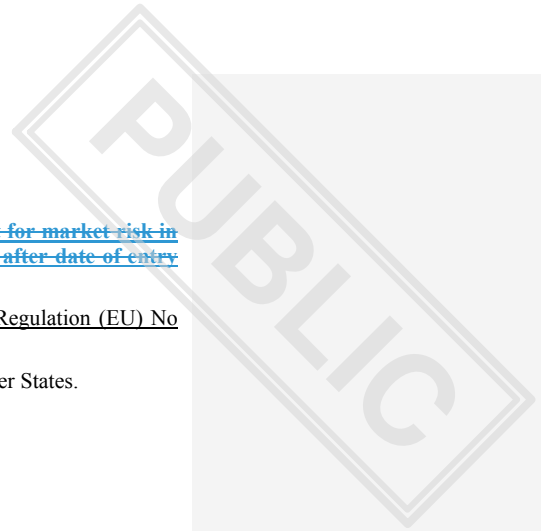 for market risk in
after date of entry
Regulation (EU) No
er States.
PUBLIC